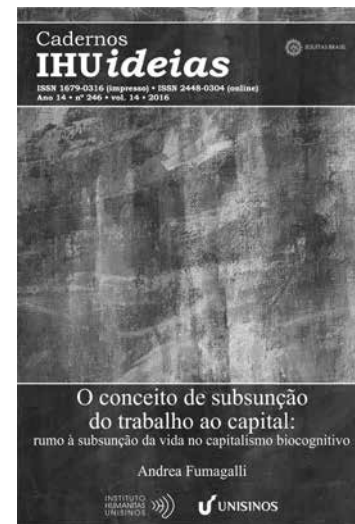 Cadernos
IHUideias
ISSN 1679-0316 (impresso) • ISSN 2448-0304 (online)
Ano 14 • nº 246 • vol. 14 • 2016
O conceito de subsunção
do trabalho ao capital:
rumo à subsunção da vida no capitalismo biocognitivo
Andrea Fumagalli
INSTITUTO
HUMANITAS
UNISINOS
UNISINOS